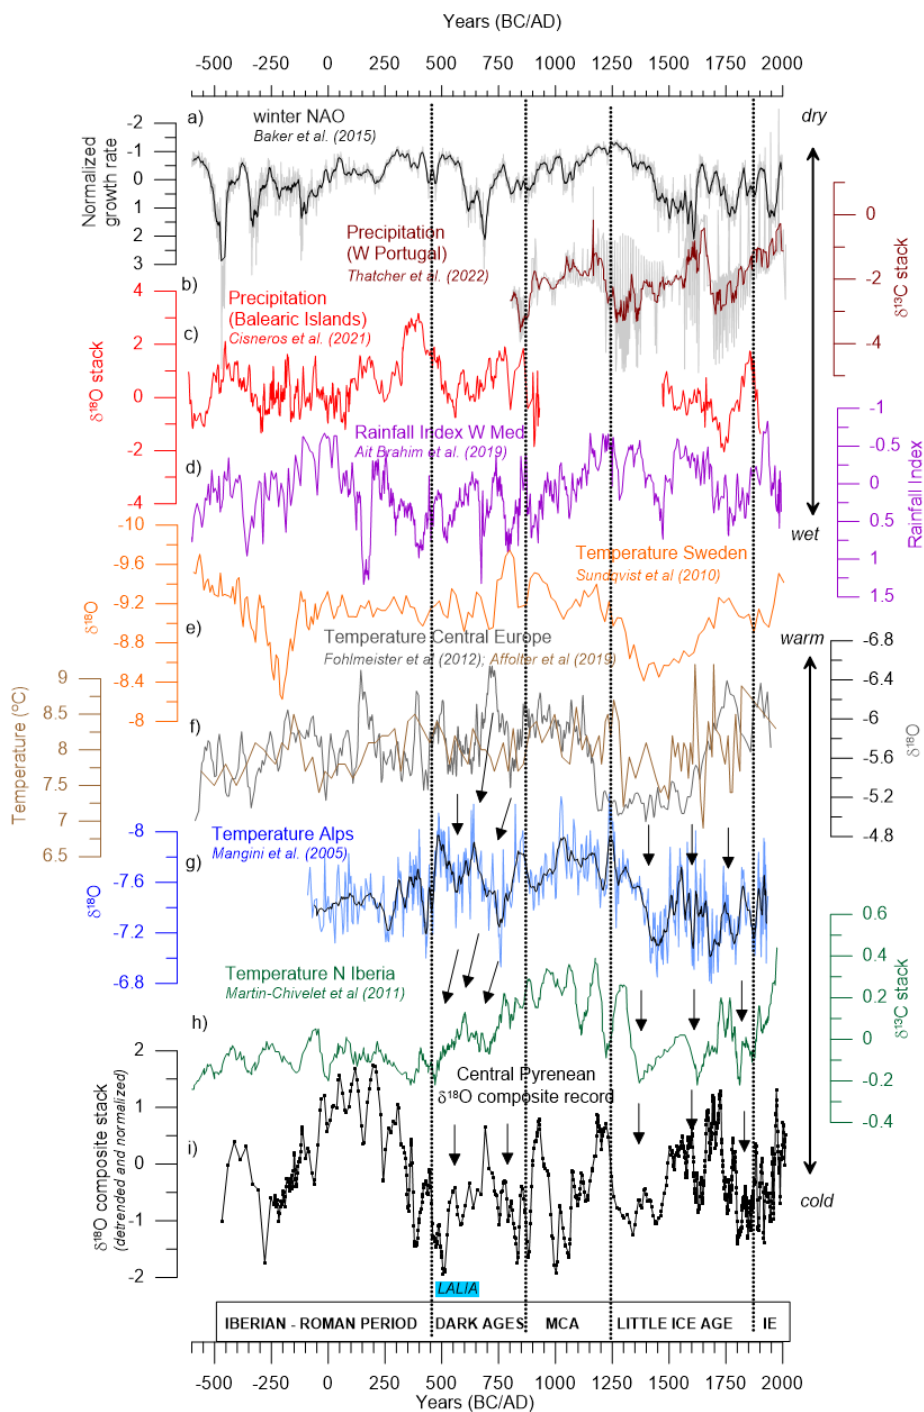 Years (BC/AD)
-500 -250 0 250 500 750 1000 1250 1500 1750 2000
a)
winter NAO
Baker et al. (2015)
dry
Normalized
growth rate
-2
-1
0
1
2
3
Precipitation
(W Portugal)
Thatcher et al. (2022)
0
-2
-4
δ13C stack
b)
Precipitation
(Balearic Islands)
Cisneros et al. (2021)
c)
δ18O stack
4
2
0
-2
-4
Rainfall Index W Med
Ait Brahim et al. (2019)
d)
-1
-0.5
0
0.5
1
1.5
Rainfall Index
wet
Temperature Sweden
Sundqvist et al (2010)
δ18O
-10
-9.6
-9.2
-8.8
-8.4
-8
e)
Temperature Central Europe
Fohlmeister et al (2012); Affolter et al (2019)
warm
Temperature (ºC)
9
8.5
8
7.5
7
6.5
f)
-6.8
-6.4
-6
-5.6
-5.2
-4.8
δ18O
Temperature Alps
Mangini et al. (2005)
g)
δ18O
-8
-7.6
-7.2
-6.8
Temperature N Iberia
Martin-Chivelet et al (2011)
h)
0.6
0.4
0.2
0
-0.2
-0.4
δ13C stack
Central Pyrenean
δ18O composite record
i)
δ18O composite stack
(detrended and normalized)
2
1
0
-1
-2
cold
LALIA
IBERIAN - ROMAN PERIOD DARK AGES MCA LITTLE ICE AGE IE
-500 -250 0 250 500 750 1000 1250 1500 1750 2000
Years (BC/AD)